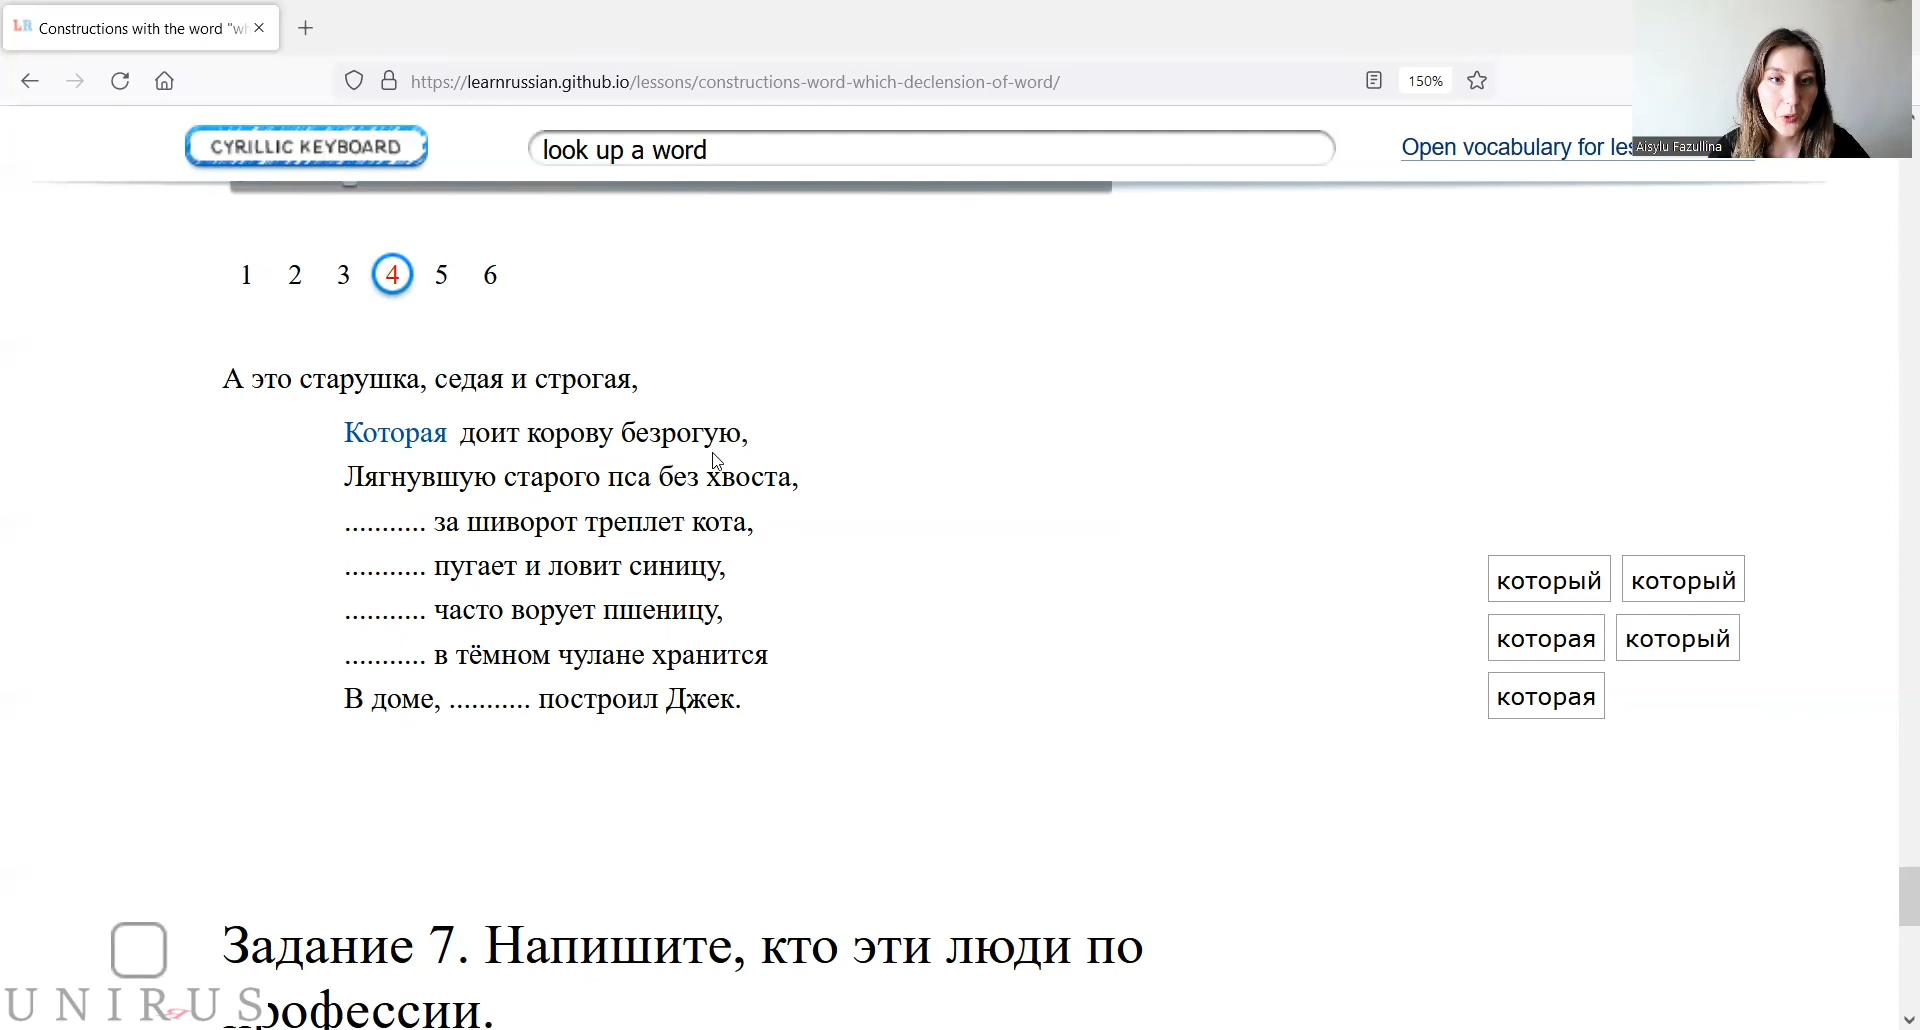 Constructions with the word "wh
https://learnrussian.github.io/lessons/constructions-word-which-declension-of-word/
150%
CYRILLIC KEYBOARD
look up a word
Open vocabulary for les
Aisylu Fazullina
1 2 3 4 5 6
А это старушка, седая и строгая,
Которая доит корову безрогую,
Лягнувшую старого пса без хвоста,
........... за шиворот треплет кота,
........... пугает и ловит синицу,
........... часто ворует пшеницу,
........... в тёмном чулане хранится
В доме, ........... построил Джек.
который который
которая который
которая
Задание 7. Напишите, кто эти люди по
профессии.
UNIRUS